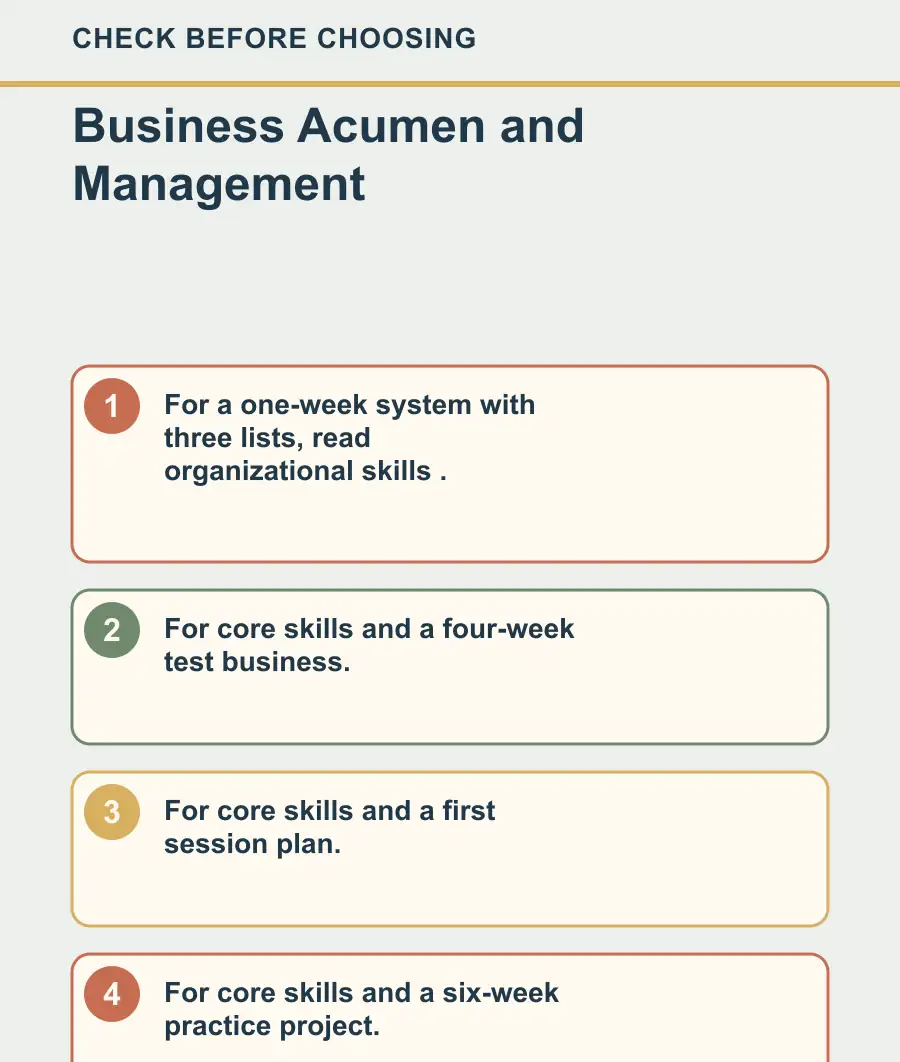 CHECK BEFORE CHOOSING
Business Acumen and
Management
1
For a one-week system with
three lists, read
organizational skills .
2
For core skills and a four-week
test business.
3
For core skills and a first
session plan.
4
For core skills and a six-week
practice project.